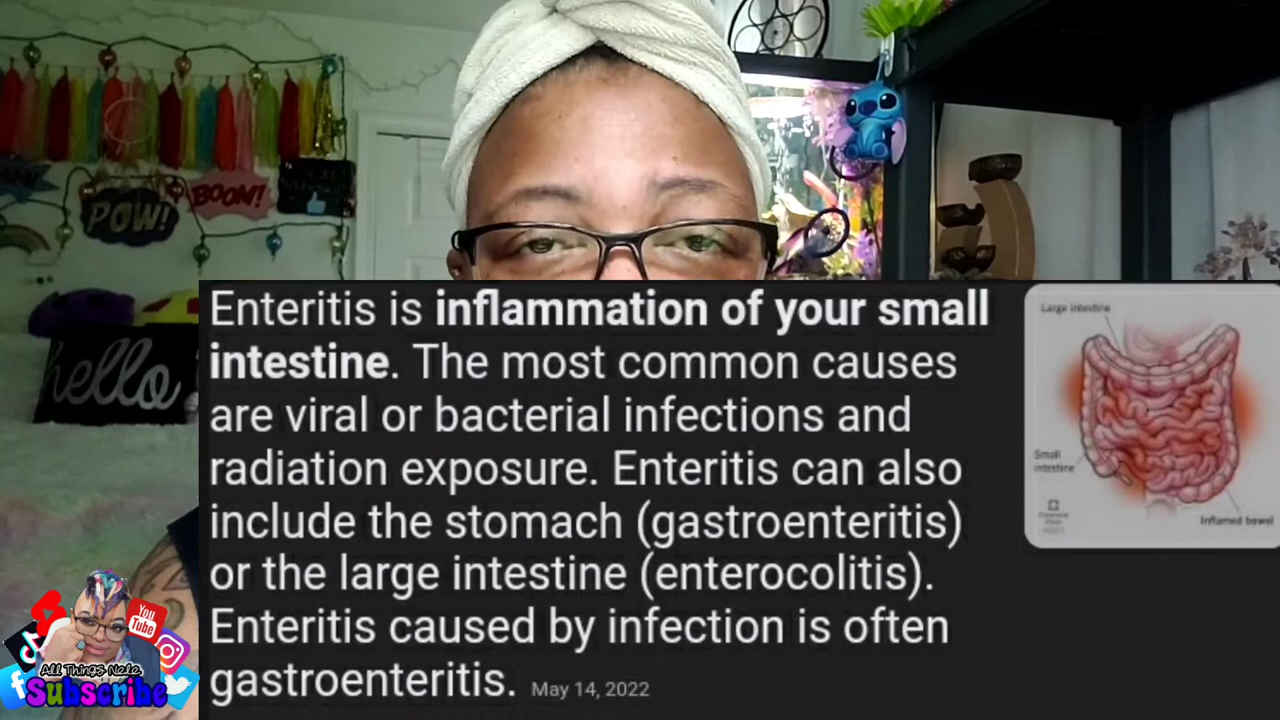 POW!
BOOM!
hello
Enteritis is inflammation of your small
intestine. The most common causes
are viral or bacterial infections and
radiation exposure. Enteritis can also
include the stomach (gastroenteritis)
or the large intestine (enterocolitis).
Enteritis caused by infection is often
gastroenteritis. May 14, 2022
Large intestine
Small
intestine
Inflamed bowel
You
Tube
All Things Nele
Subscribe